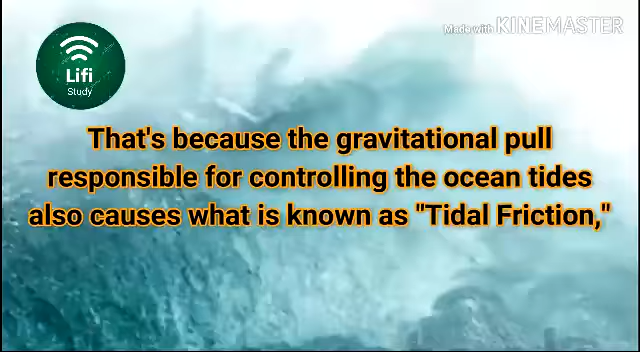 Made with KINEMASTER
Lifi
Study
That's because the gravitational pull
responsible for controlling the ocean tides
also causes what is known as "Tidal Friction,"